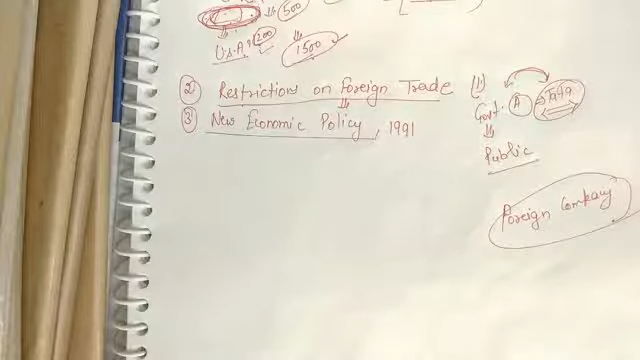 500
U.S.A, 200
1500
② Restrictions on Foreign Trade
③ New Economic Policy, 1991
(1)
Govt. A → Tata
Public
Foreign Company